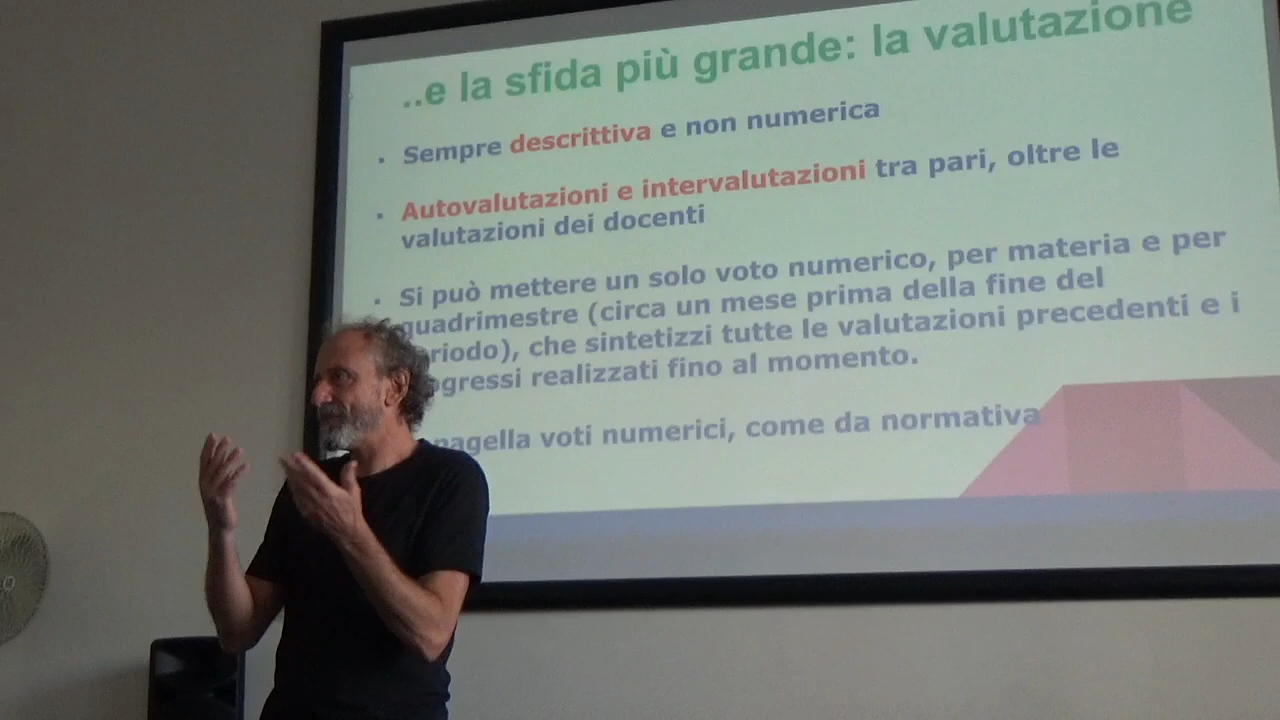 ..e la sfida più grande: la valutazione
Sempre descrittiva e non numerica
Autovalutazioni e intervalutazioni tra pari, oltre le
valutazioni dei docenti
Si può mettere un solo voto numerico, per materia e per
quadrimestre (circa un mese prima della fine del
riodo), che sintetizzi tutte le valutazioni precedenti e i
ogressi realizzati fino al momento.
pagella voti numerici, come da normativa